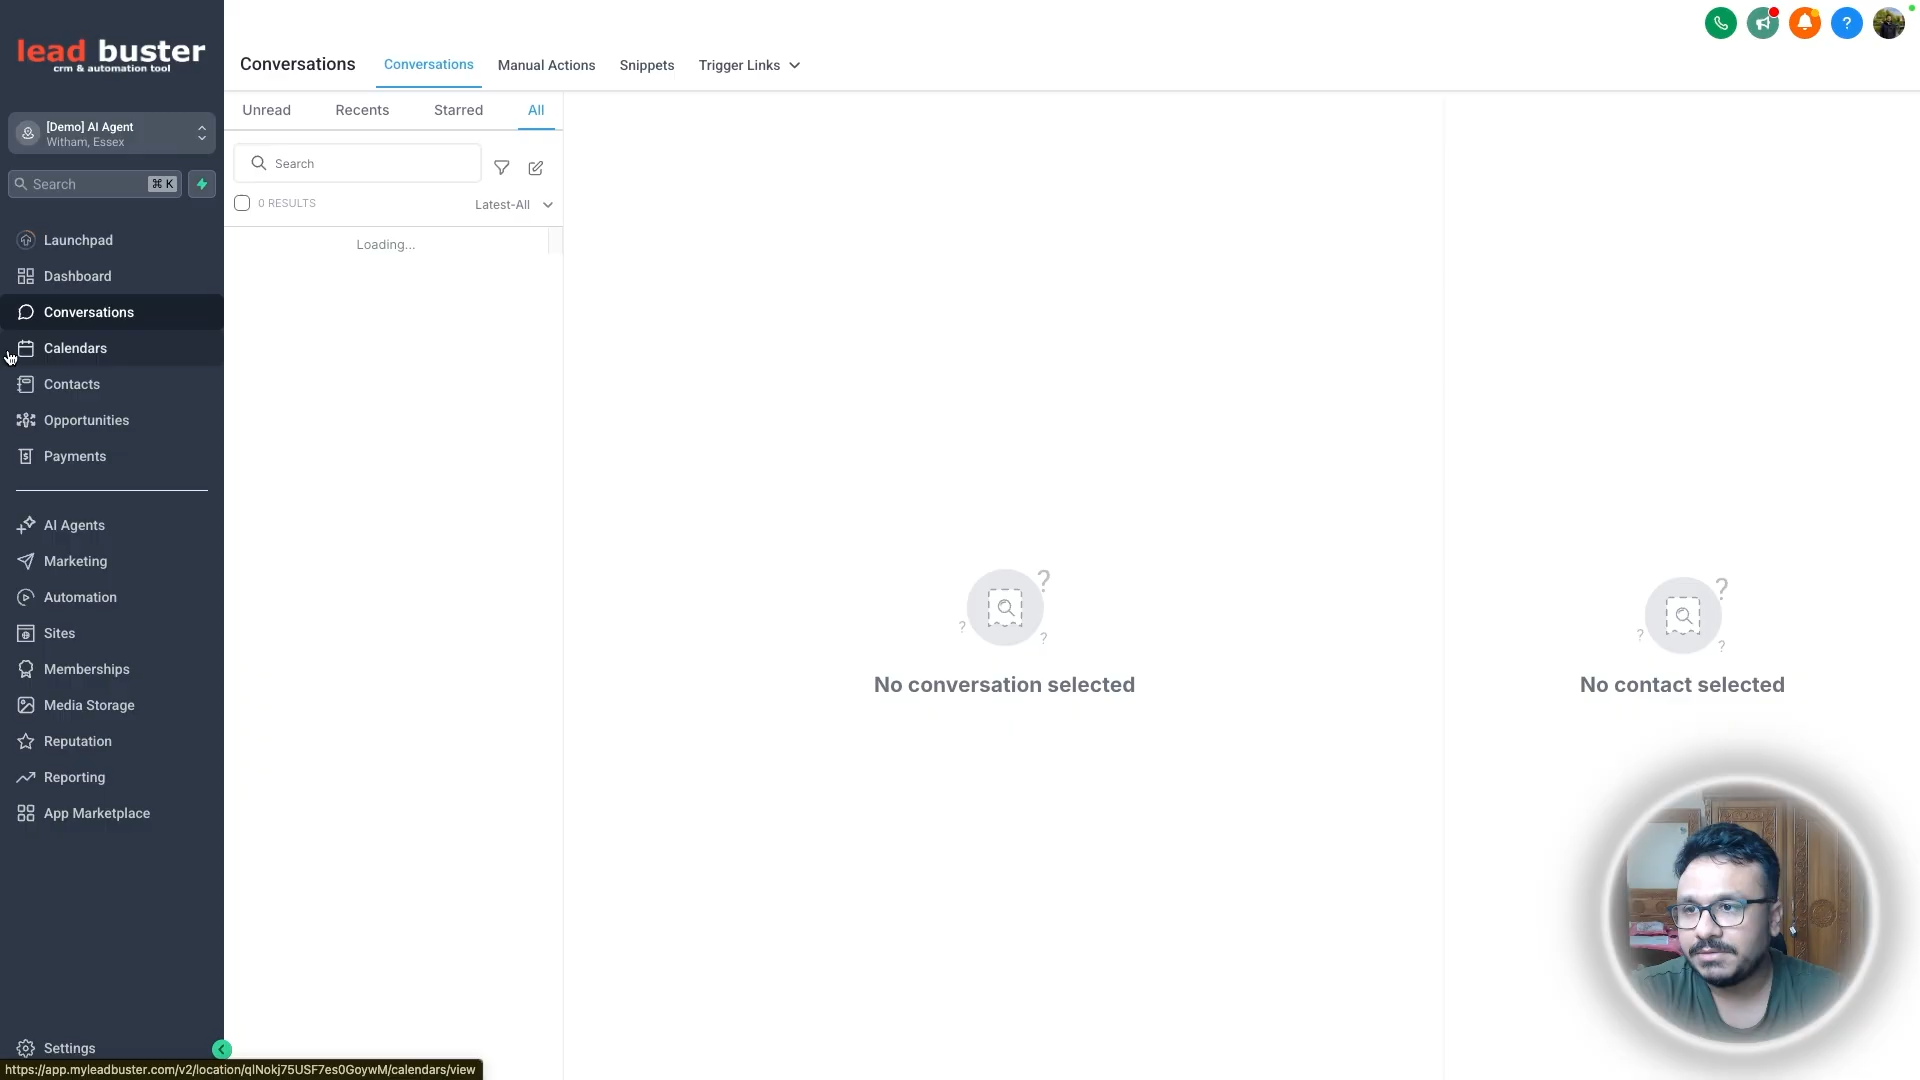 lead buster
crm & automation tool
[Demo] AI Agent
Witham, Essex
Search
⌘ K
Launchpad
Dashboard
Conversations
Calendars
Contacts
Opportunities
Payments
AI Agents
Marketing
Automation
Sites
Memberships
Media Storage
Reputation
Reporting
App Marketplace
Settings
https://app.myleadbuster.com/v2/location/qlNokj75USF7es0GoywM/calendars/view
Conversations
Conversations
Manual Actions
Snippets
Trigger Links
Unread
Recents
Starred
All
Search
0 RESULTS
Latest-All
Loading...
No conversation selected
No contact selected